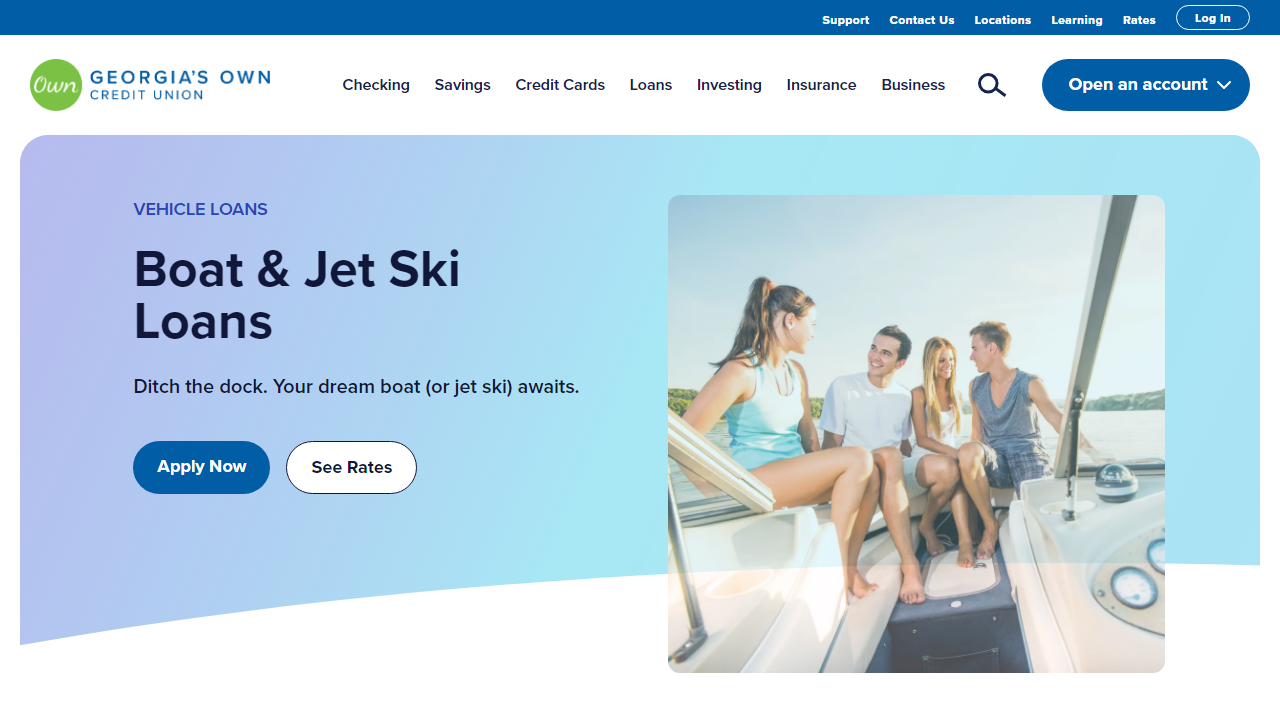 Support Contact Us Locations Learning Rates Log In
Own GEORGIA'S OWN
CREDIT UNION
Checking Savings Credit Cards Loans Investing Insurance Business Open an account
VEHICLE LOANS
Boat & Jet Ski
Loans
Ditch the dock. Your dream boat (or jet ski) awaits.
Apply Now See Rates